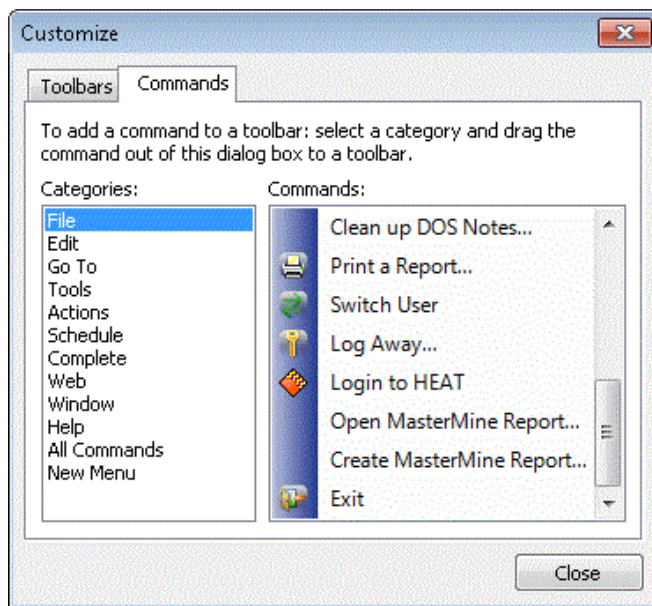 Customize
Toolbars
Commands
To add a command to a toolbar: select a category and drag the
command out of this dialog box to a toolbar.
Categories:
File
Edit
Go To
Tools
Actions
Schedule
Complete
Web
Window
Help
All Commands
New Menu
Commands:
Clean up DOS Notes...
Print a Report...
Switch User
Log Away...
Login to HEAT
Open MasterMine Report...
Create MasterMine Report...
Exit
Close